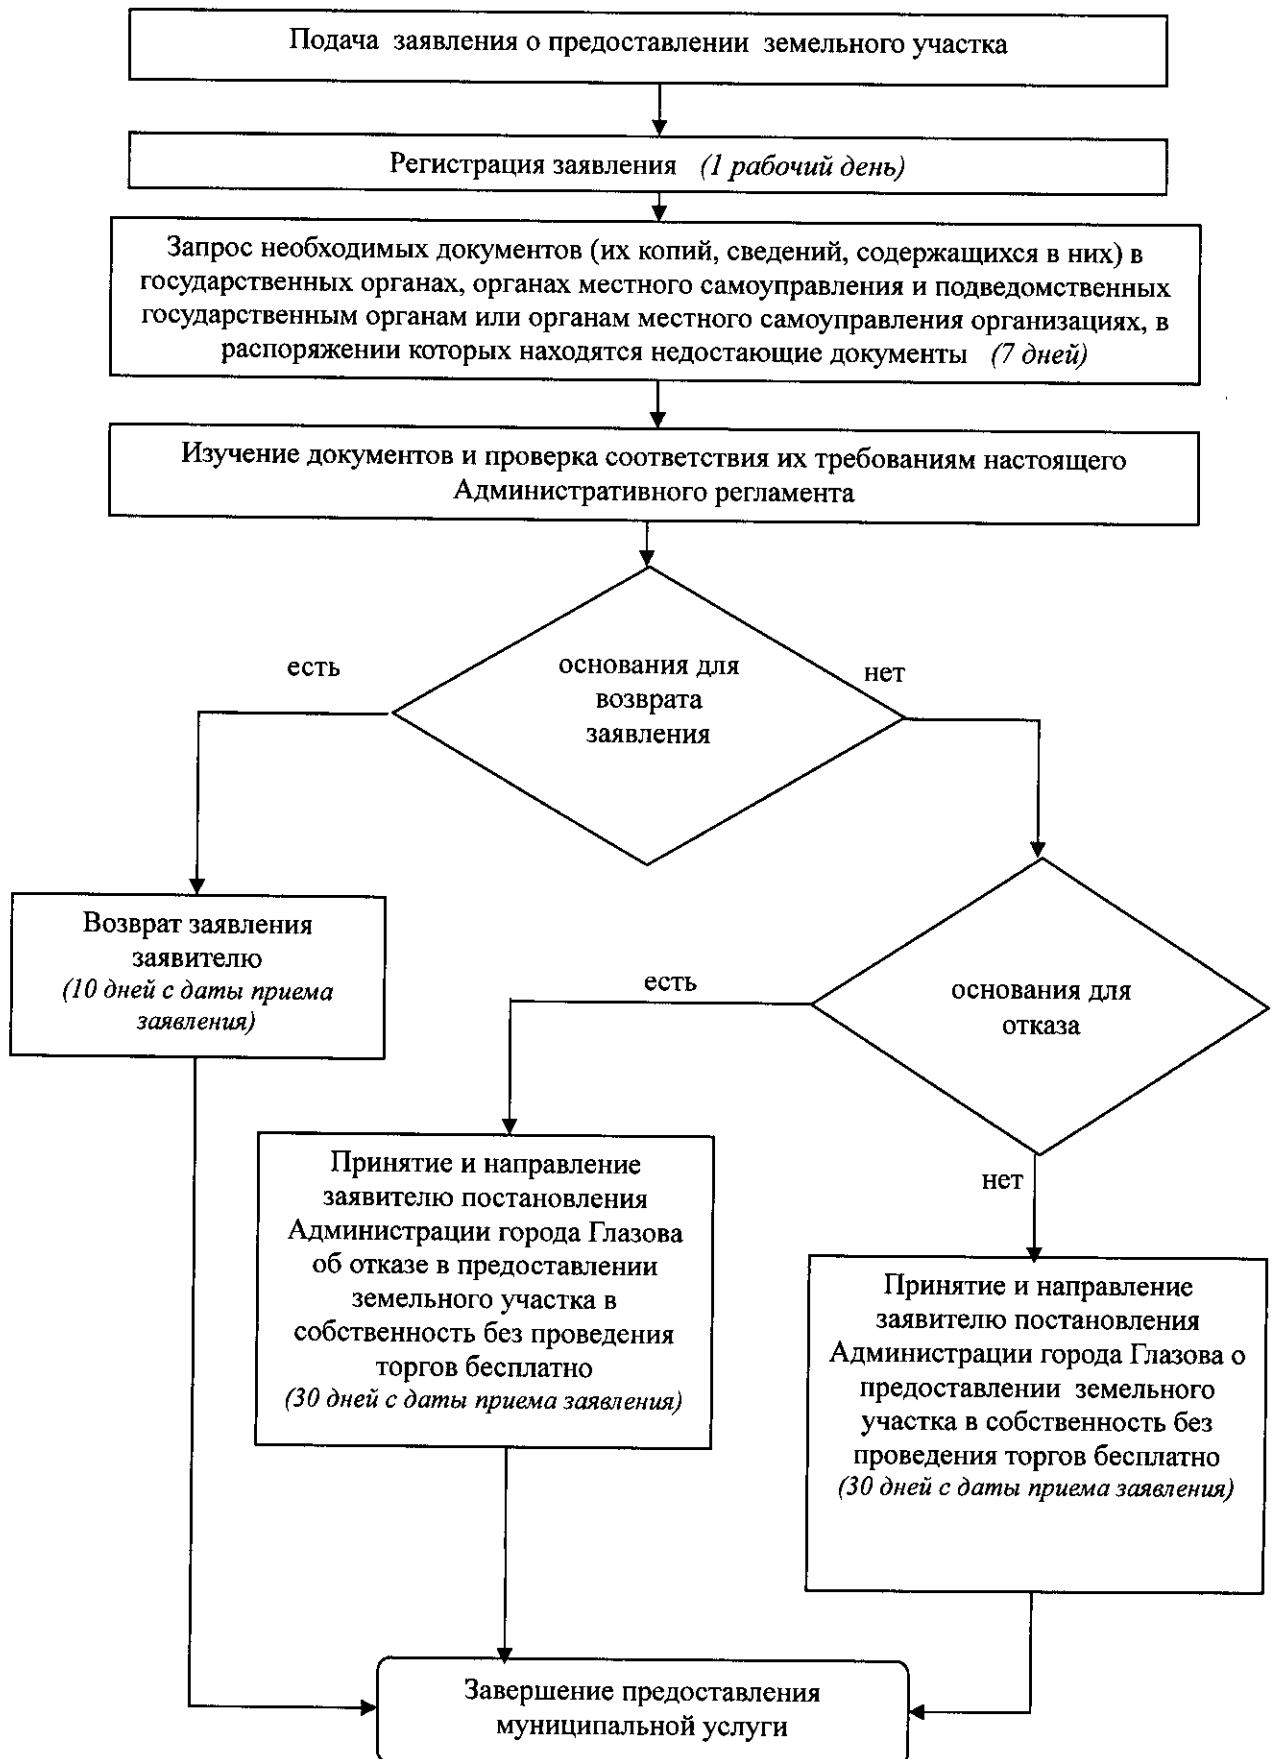 Подача заявления о предоставлении земельного участка
Регистрация заявления (1 рабочий день)
Запрос необходимых документов (их копий, сведений, содержащихся в них) в
государственных органах, органах местного самоуправления и подведомственных
государственным органам или органам местного самоуправления организациях, в
распоряжении которых находятся недостающие документы (7 дней)
Изучение документов и проверка соответствия их требованиям настоящего
Административного регламента
основания для
возврата
заявления
есть
нет
Возврат заявления
заявителю
(10 дней с даты приема
заявления)
основания для
отказа
есть
нет
Принятие и направление
заявителю постановления
Администрации города Глазова
об отказе в предоставлении
земельного участка в
собственность без проведения
торгов бесплатно
(30 дней с даты приема заявления)
Принятие и направление
заявителю постановления
Администрации города Глазова о
предоставлении земельного
участка в собственность без
проведения торгов бесплатно
(30 дней с даты приема заявления)
Завершение предоставления
муниципальной услуги